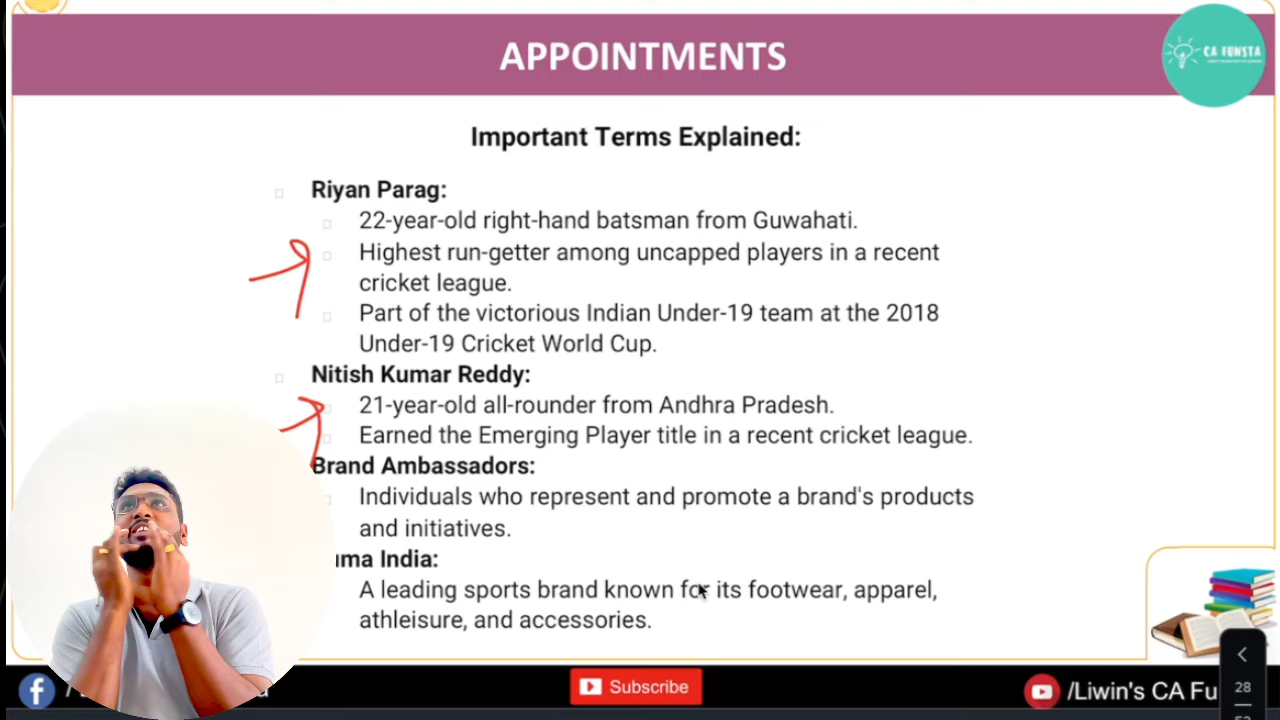 APPOINTMENTS
CA FUNSTA
Important Terms Explained:
Riyan Parag:
22-year-old right-hand batsman from Guwahati.
Highest run-getter among uncapped players in a recent
cricket league.
Part of the victorious Indian Under-19 team at the 2018
Under-19 Cricket World Cup.
Nitish Kumar Reddy:
21-year-old all-rounder from Andhra Pradesh.
Earned the Emerging Player title in a recent cricket league.
Brand Ambassadors:
Individuals who represent and promote a brand's products
and initiatives.
uma India:
A leading sports brand known for its footwear, apparel,
athleisure, and accessories.
Subscribe
/Liwin's CA Fu
28